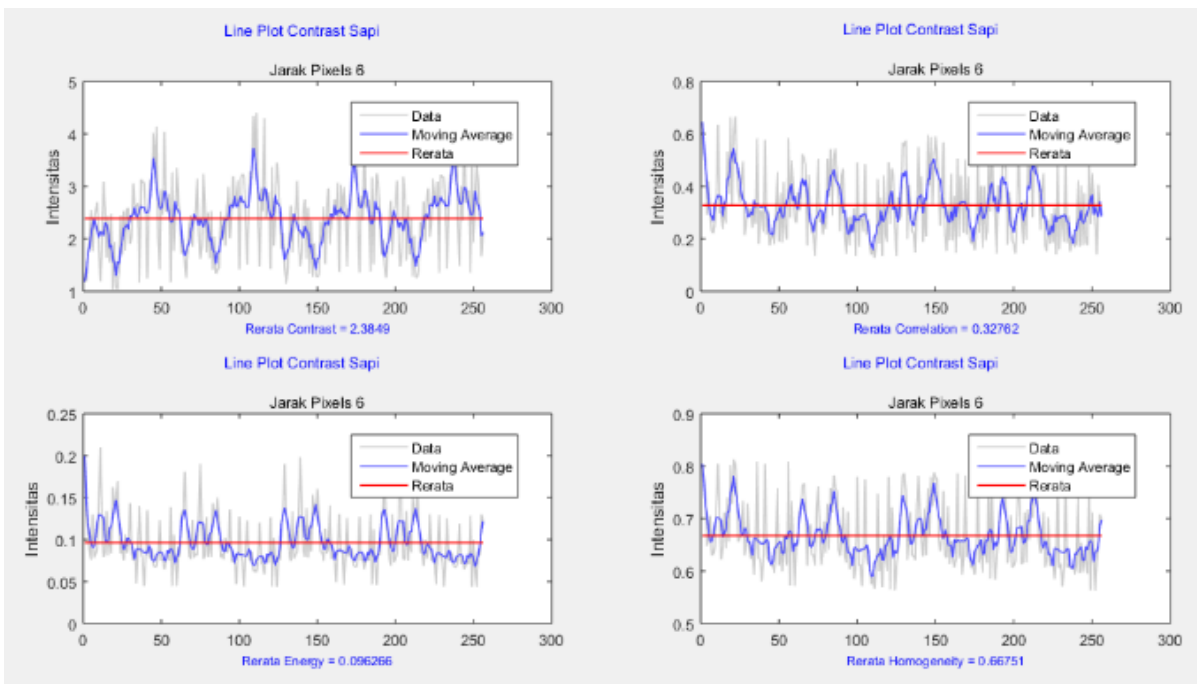 Line Plot Contrast Sapi
Jarak Pixels 6
Intensitas
5
4
3
2
1
0 50 100 150 200 250 300
Data
Moving Average
Rerata
Rerata Contrast = 2.3849
Line Plot Contrast Sapi
Jarak Pixels 6
Intensitas
0.8
0.6
0.4
0.2
0
0 50 100 150 200 250 300
Data
Moving Average
Rerata
Rerata Correlation = 0.32762
Line Plot Contrast Sapi
Jarak Pixels 6
Intensitas
0.25
0.2
0.15
0.1
0.05
0
0 50 100 150 200 250 300
Data
Moving Average
Rerata
Rerata Energy = 0.096266
Line Plot Contrast Sapi
Jarak Pixels 6
Intensitas
0.9
0.8
0.7
0.6
0.5
0 50 100 150 200 250 300
Data
Moving Average
Rerata
Rerata Homogeneity = 0.66751